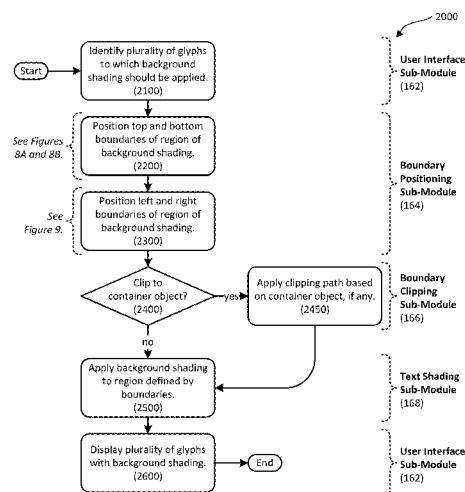 2000
Start
Identify plurality of glyphs
to which background
shading should be applied.
(2100)
User Interface
Sub-Module
(162)
See Figures
8A and 8B.
Position top and bottom
boundaries of region of
background shading.
(2200)
Boundary
Positioning
Sub-Module
(164)
See
Figure 9.
Position left and right
boundaries of region of
background shading.
(2300)
Clip to
container object?
(2400)
yes
Apply clipping path based
on container object, if any.
(2450)
Boundary
Clipping
Sub-Module
(166)
no
Apply background shading
to region defined by
boundaries.
(2500)
Text Shading
Sub-Module
(168)
Display plurality of glyphs
with background shading.
(2600)
End
User Interface
Sub-Module
(162)